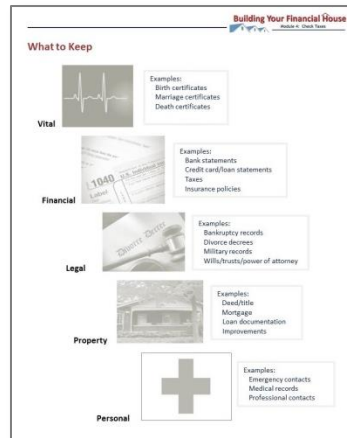 Building Your Financial House
Module 4: Check Taxes
What to Keep
Examples:
Birth certificates
Marriage certificates
Death certificates
Vital
1040
Examples:
Bank statements
Credit card/loan statements
Taxes
Insurance policies
Financial
Divorce Decree
Examples:
Bankruptcy records
Divorce decrees
Military records
Wills/trusts/power of attorney
Legal
Examples:
Deed/title
Mortgage
Loan documentation
Improvements
Property
Examples:
Emergency contacts
Medical records
Professional contacts
Personal